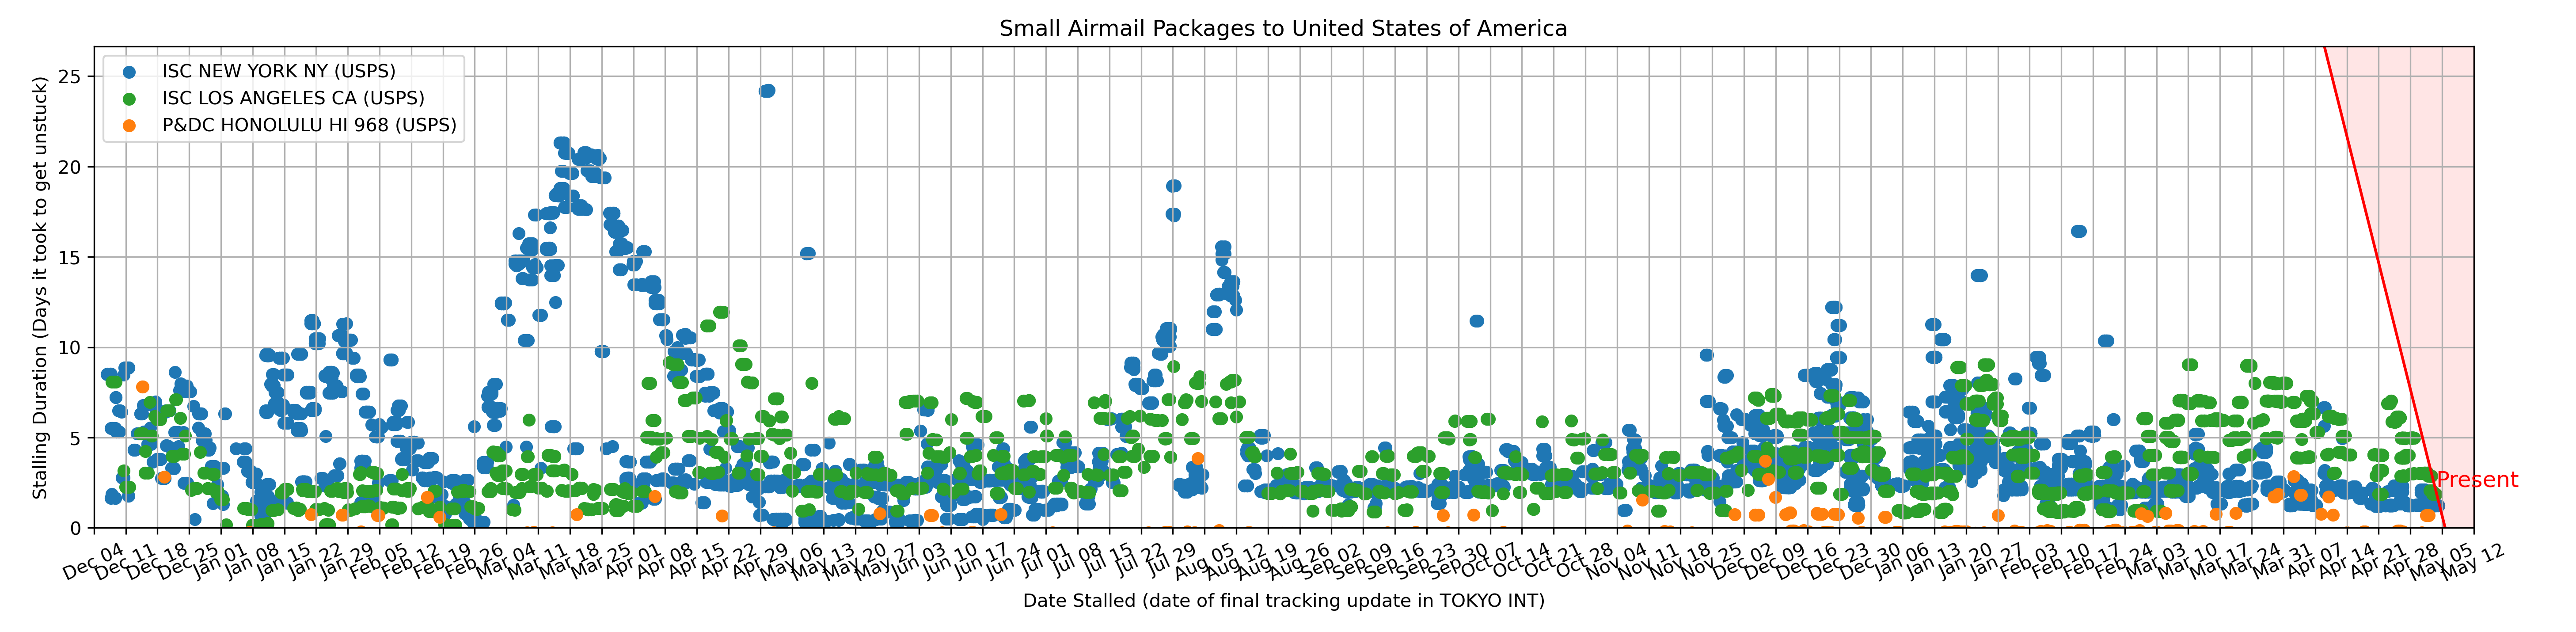 Small Airmail Packages to United States of America
ISC NEW YORK NY (USPS)
ISC LOS ANGELES CA (USPS)
P&DC HONOLULU HI 968 (USPS)
Stalling Duration (Days it took to get unstuck)
25
20
15
10
5
0
Present
Dec 04
Dec 11
Dec 18
Dec 25
Jan 01
Jan 08
Jan 15
Jan 22
Jan 29
Feb 05
Feb 12
Feb 19
Feb 26
Mar 04
Mar 11
Mar 18
Mar 25
Apr 01
Apr 08
Apr 15
Apr 22
Apr 29
May 06
May 13
May 20
May 27
Jun 03
Jun 10
Jun 17
Jun 24
Jul 01
Jul 08
Jul 15
Jul 22
Jul 29
Aug 05
Aug 12
Aug 19
Aug 26
Sep 02
Sep 09
Sep 16
Sep 23
Sep 30
Oct 07
Oct 14
Oct 21
Oct 28
Nov 04
Nov 11
Nov 18
Nov 25
Dec 02
Dec 09
Dec 16
Dec 23
Dec 30
Jan 06
Jan 13
Jan 20
Jan 27
Feb 03
Feb 10
Feb 17
Feb 24
Mar 03
Mar 10
Mar 17
Mar 24
Mar 31
Apr 07
Apr 14
Apr 21
Apr 28
May 05
May 12
Date Stalled (date of final tracking update in TOKYO INT)